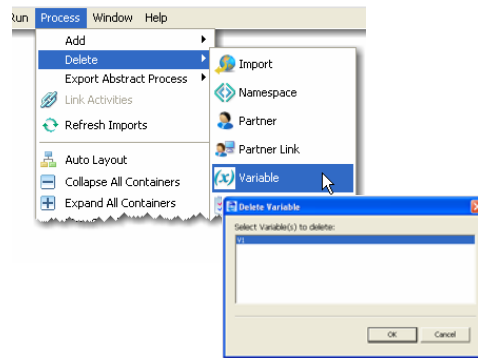 Run Process Window Help
Add
Delete
Export Abstract Process
Link Activities
Refresh Imports
Auto Layout
Collapse All Containers
Expand All Containers
Import
Namespace
Partner
Partner Link
(x) Variable
Delete Variable
Select Variable(s) to delete:
V1
OK Cancel